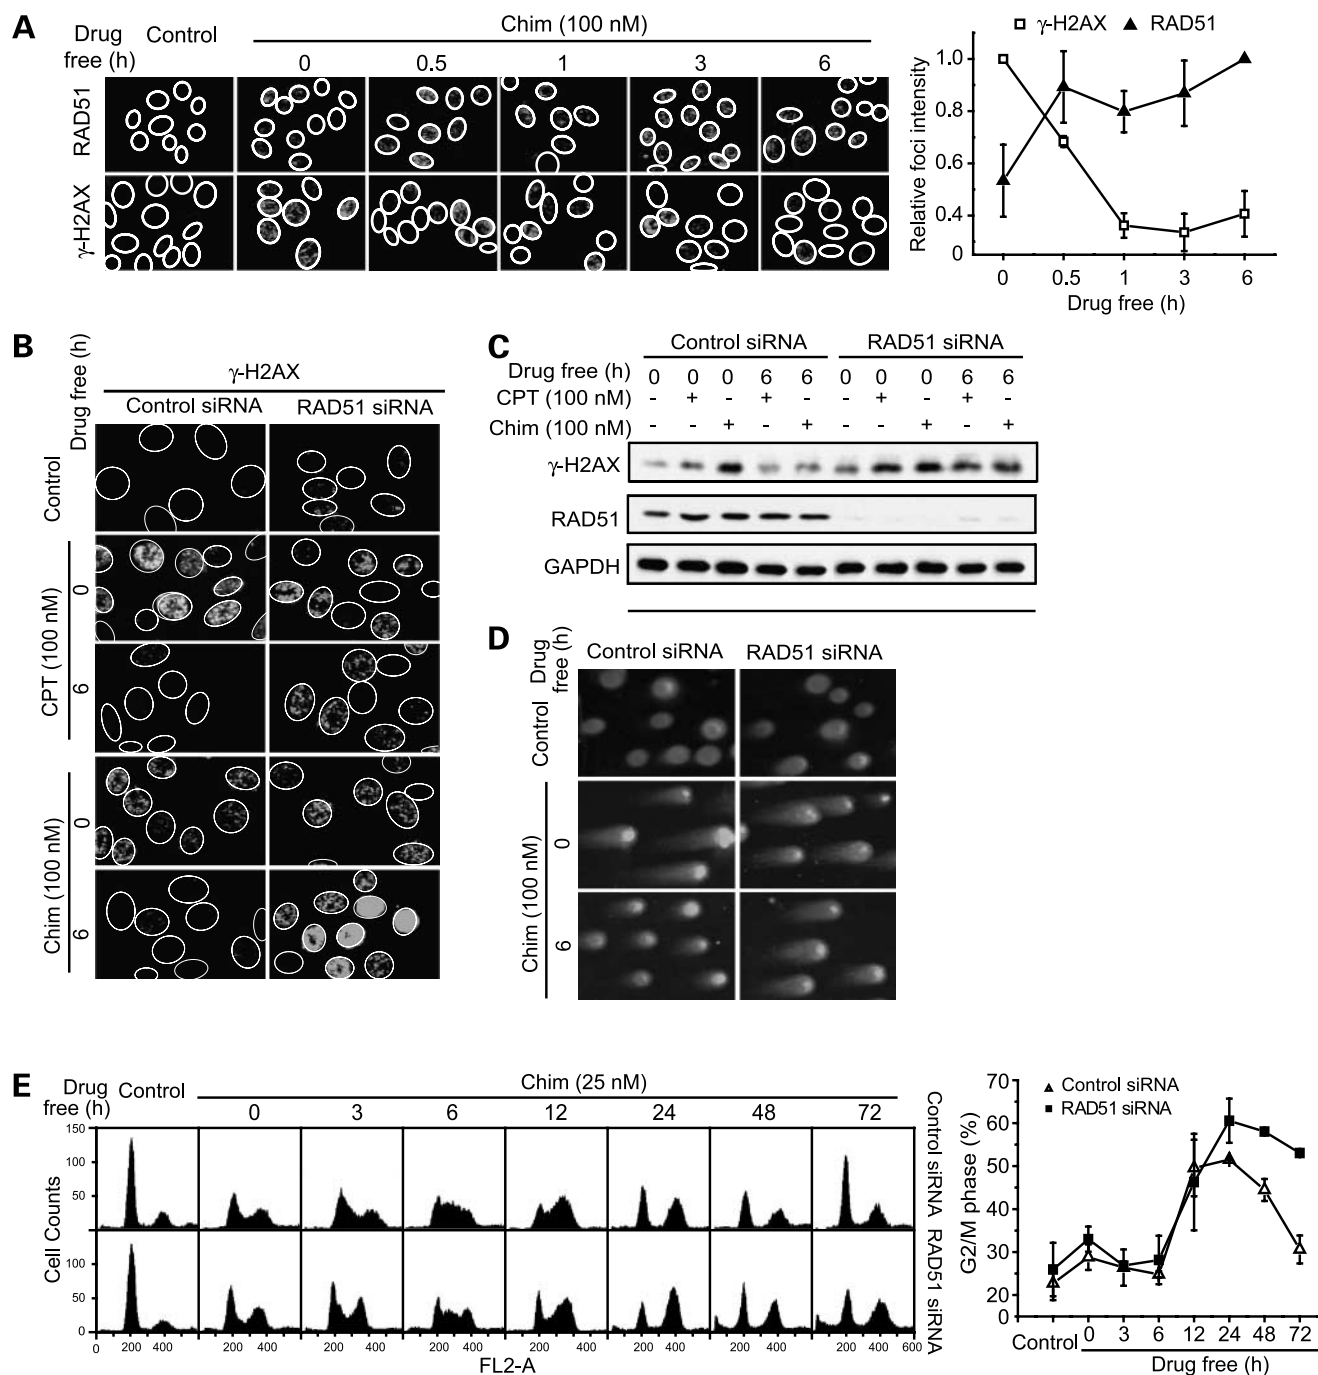 A
Drug free (h)
Control
Chim (100 nM)
0 0.5 1 3 6
RAD51
γ-H2AX
γ-H2AX RAD51
Relative foci intensity
1.0
0.8
0.6
0.4
0
0 0.5 1 3 6
Drug free (h)
B
Drug free (h)
γ-H2AX
Control siRNA RAD51 siRNA
Control
CPT (100 nM)
0
6
Chim (100 nM)
0
6
C
Control siRNA RAD51 siRNA
Drug free (h) 0 0 0 6 6 0 0 0 6 6
CPT (100 nM) - + - + - - + - + -
Chim (100 nM) - - + - + - - + - +
γ-H2AX
RAD51
GAPDH
D
Drug free (h)
Control siRNA RAD51 siRNA
Control
Chim (100 nM)
0
6
E
Drug free (h)
Control
Chim (25 nM)
0 3 6 12 24 48 72
Cell Counts
150
100
50
0
100
50
0
0 200 400 200 400 200 400 200 400 200 400 200 400 200 400 600
FL2-A
Control siRNA RAD51 siRNA
Control siRNA
RAD51 siRNA
G2/M phase (%)
70
60
50
40
30
20
0
Control 0 3 6 12 24 48 72
Drug free (h)